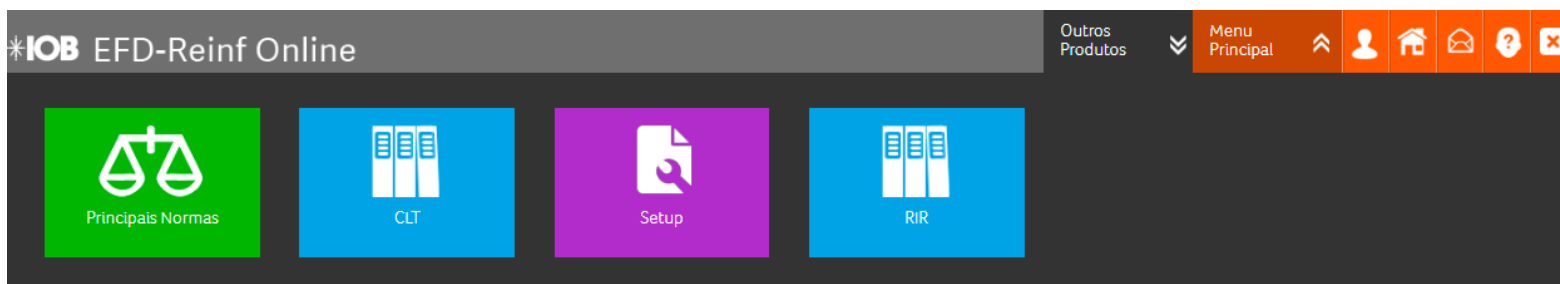 IOB EFD-Reinf Online
Outros
Produtos
Menu
Principal
?
Principais Normas
CLT
Setup
RIR